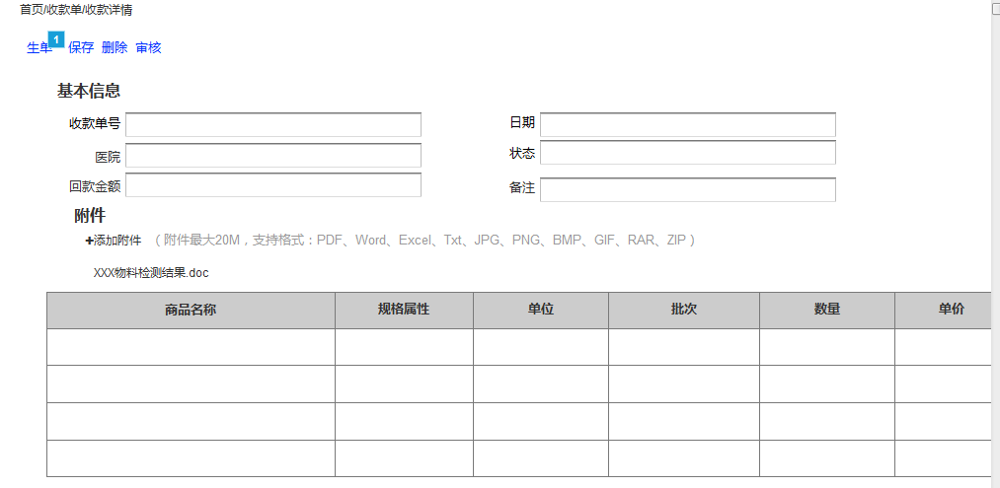 首页/收款单/收款详情
生单 1 保存 删除 审核
基本信息
收款单号 日期
医院 状态
回款金额 备注
附件
✚添加附件 （附件最大20M，支持格式：PDF、Word、Excel、Txt、JPG、PNG、BMP、GIF、RAR、ZIP）
XXX物料检测结果.doc
商品名称 规格属性 单位 批次 数量 单价